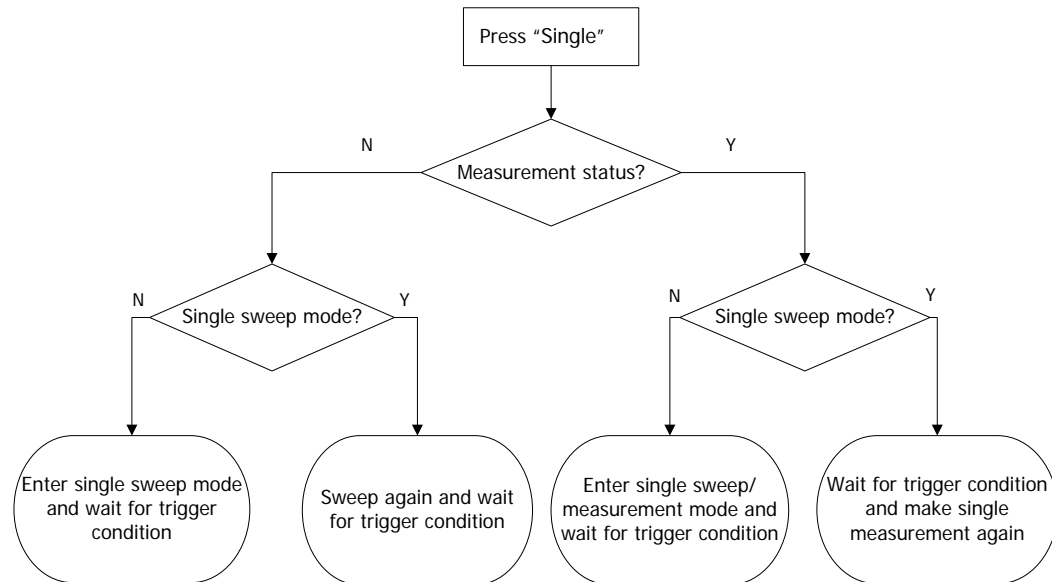 Press “Single”
N
Y
Measurement status?
N
Y
N
Y
Single sweep mode?
Single sweep mode?
Enter single sweep mode
and wait for trigger
condition
Sweep again and wait
for trigger condition
Enter single sweep/
measurement mode and
wait for trigger condition
Wait for trigger condition
and make single
measurement again